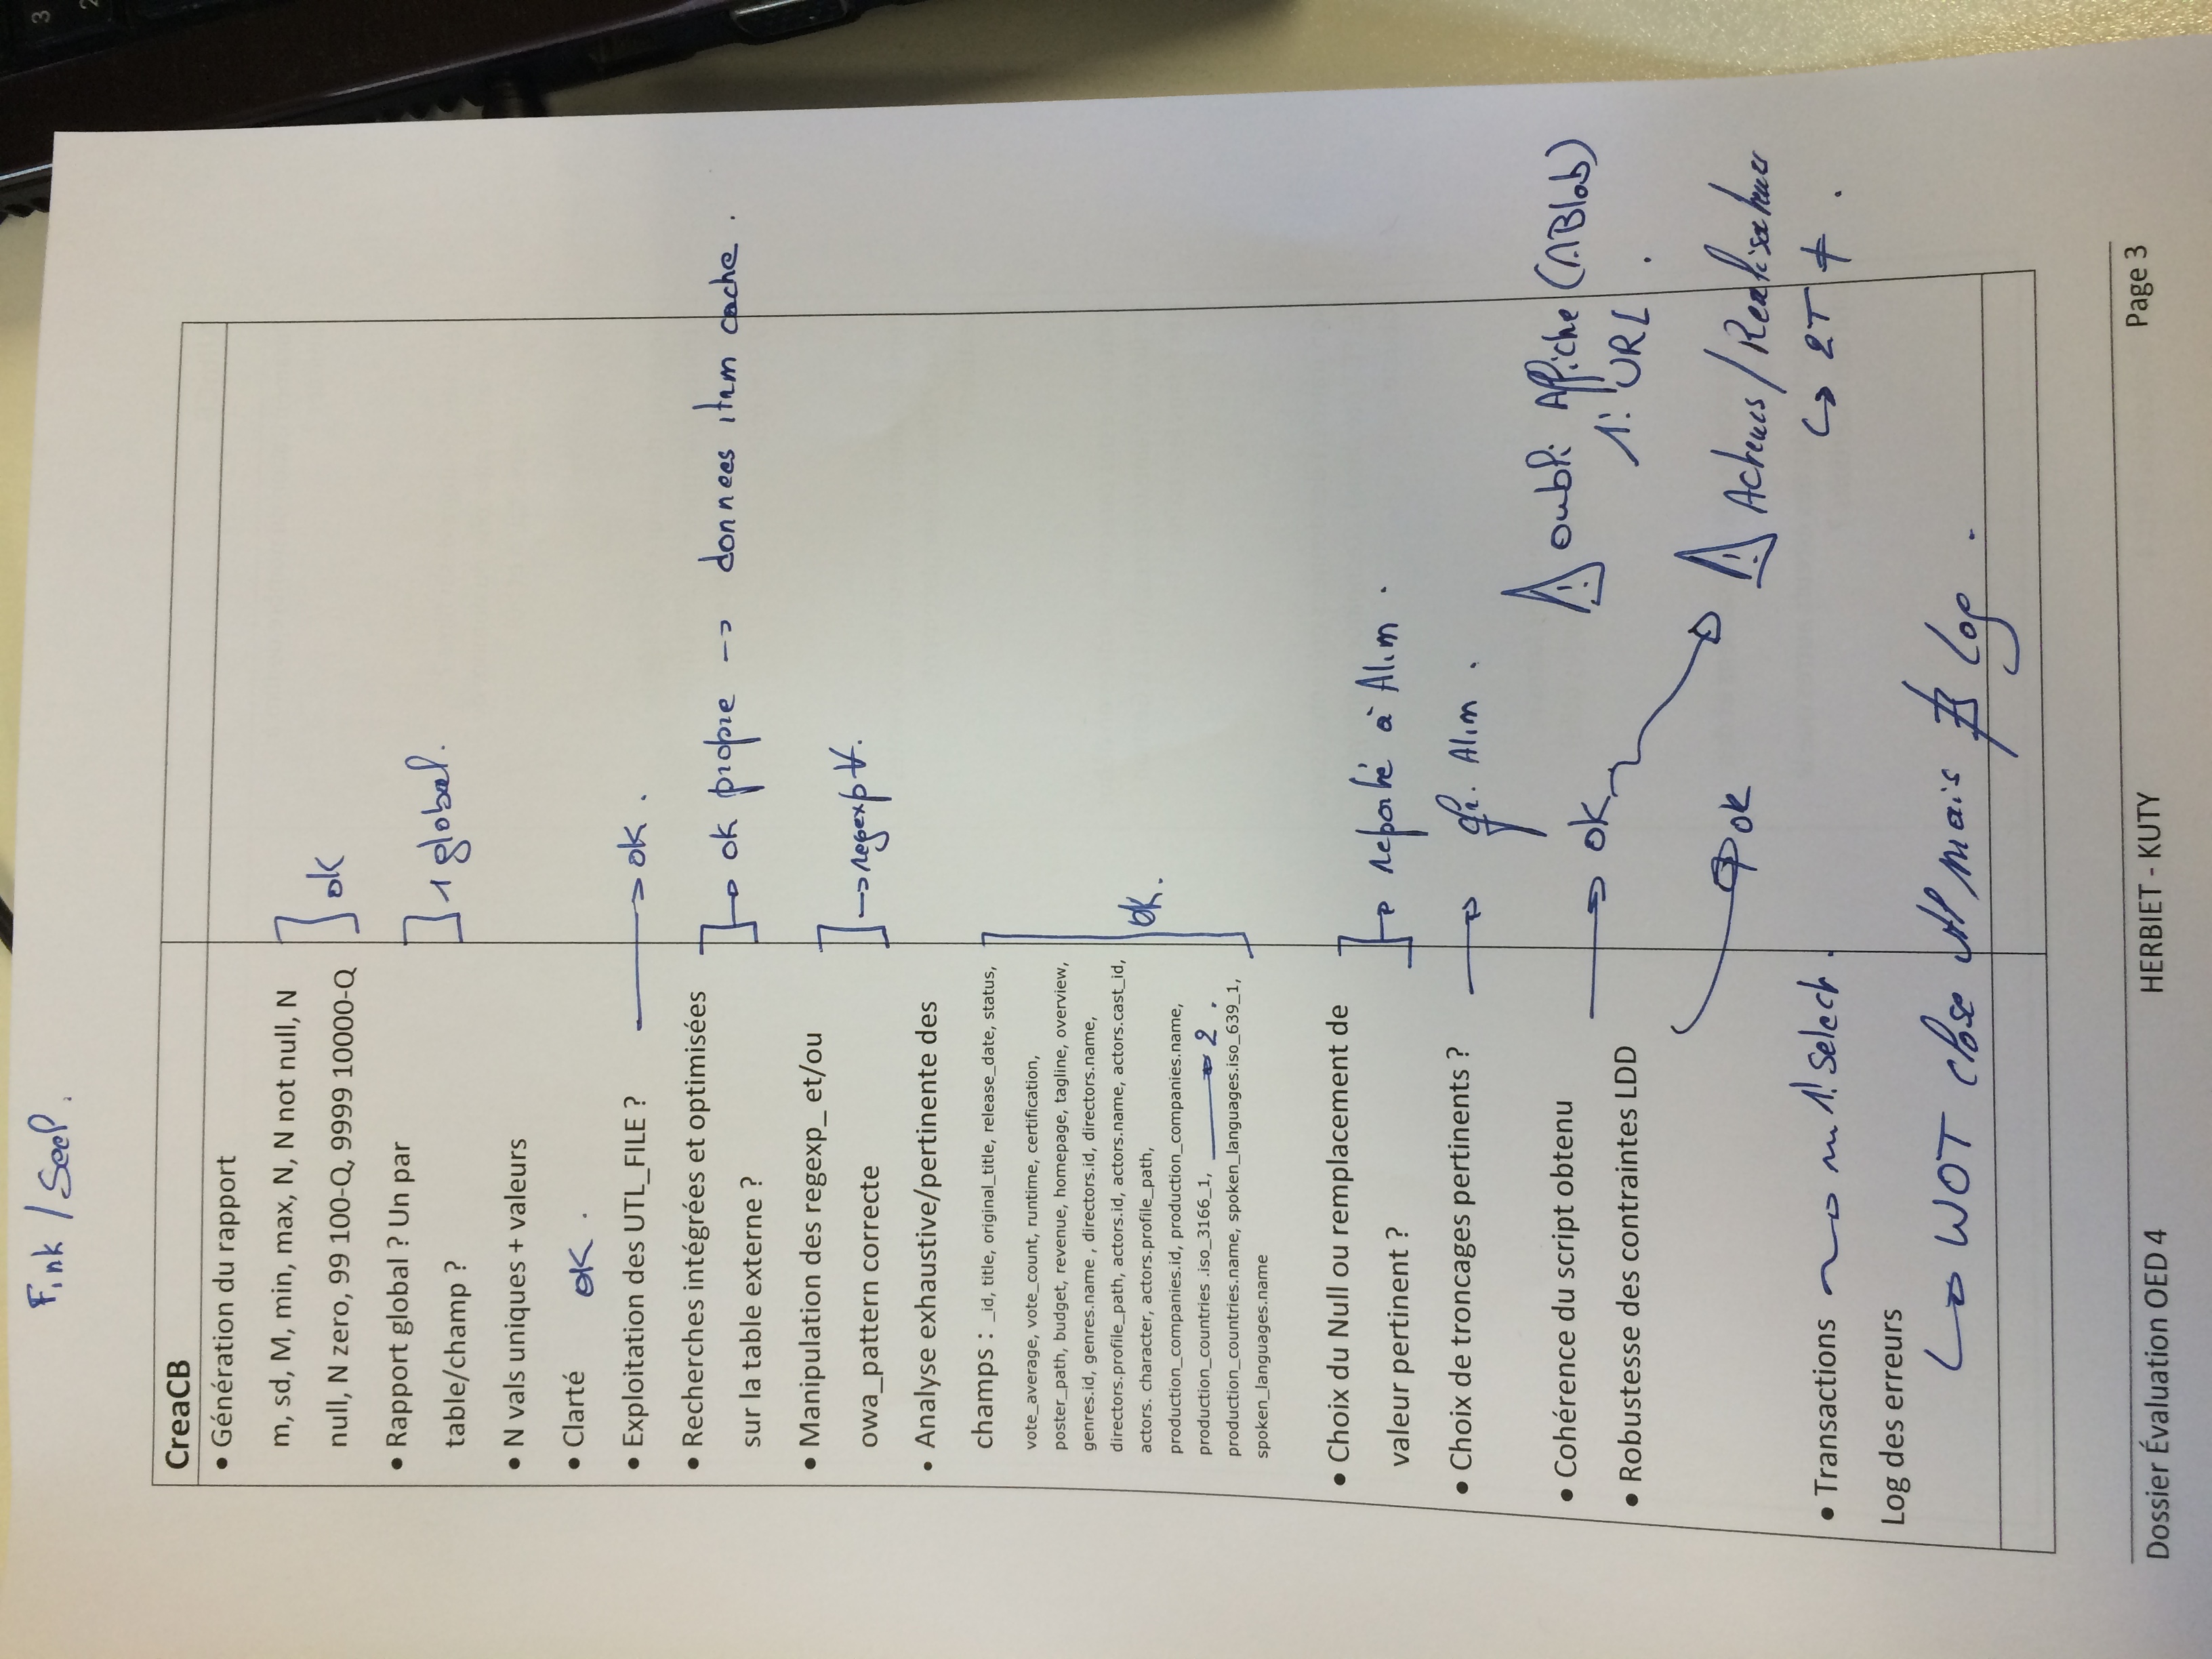 Fink / Seel.
CreaCB
• Génération du rapport
m, sd, M, min, max, N, N not null, N
null, N zero, 99 100-Q, 9999 10000-Q
ok
• Rapport global ? Un par
table/champ ?
1 global.
• N vals uniques + valeurs
• Clarté ok .
• Exploitation des UTL_FILE ? → ok .
• Recherches intégrées et optimisées
sur la table externe ?
→ ok propre → donnees cache .
• Manipulation des regexp_ et/ou
owa_pattern correcte
→ regexp ∀.
• Analyse exhaustive/pertinente des
champs : _id, title, original_title, release_date, status,
vote_average, vote_count, runtime, certification,
poster_path, budget, revenue, homepage, tagline, overview,
genres.id, genres.name , directors.id, directors.name,
directors.profile_path, actors.id, actors.name, actors.cast_id,
actors. character, actors.profile_path,
ok.
production_companies.id, production_companies.name,
production_countries .iso_3166_1, → 2 .
production_countries.name, spoken_languages.iso_639_1,
spoken_languages.name
• Choix du Null ou remplacement de
valeur pertinent ?
→ reporté à Alim .
• Choix de troncages pertinents ? → Alim .
• Cohérence du script obtenu → ok
⚠ oubli Affiche (1 Blob)
1! URL .
• Robustesse des contraintes LDD
→ ok
⚠ Acteurs / Realisateurs
↳ 2T ≠ .
• Transactions → 1! select .
Log des erreurs
↳ WOT close mais ∄ Log .
Dossier Évaluation OED 4 HERBIET - KUTY Page 3